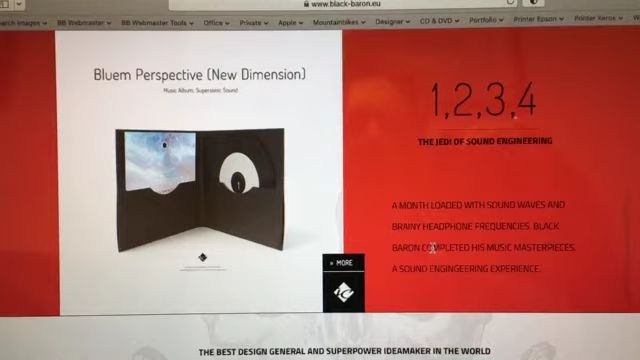 www.black-baron.eu
arch Images BB Webmaster BB Webmaster Tools Office Private Apple Mountainbikes Designer CD & DVD Portfolio Printer Epson Printer Xerox
Bluem Perspective (New Dimension)
Music Album: Supersonic Sound
1,2,3,4
THE JEDI OF SOUND ENGINEERING
A MONTH LOADED WITH SOUND WAVES AND
BRAINY HEADPHONE FREQUENCIES. BLACK
BARON COMPLETED HIS MUSIC MASTERPIECES.
A SOUND ENGINGEERING EXPERIENCE.
» MORE
THE BEST DESIGN GENERAL AND SUPERPOWER IDEAMAKER IN THE WORLD